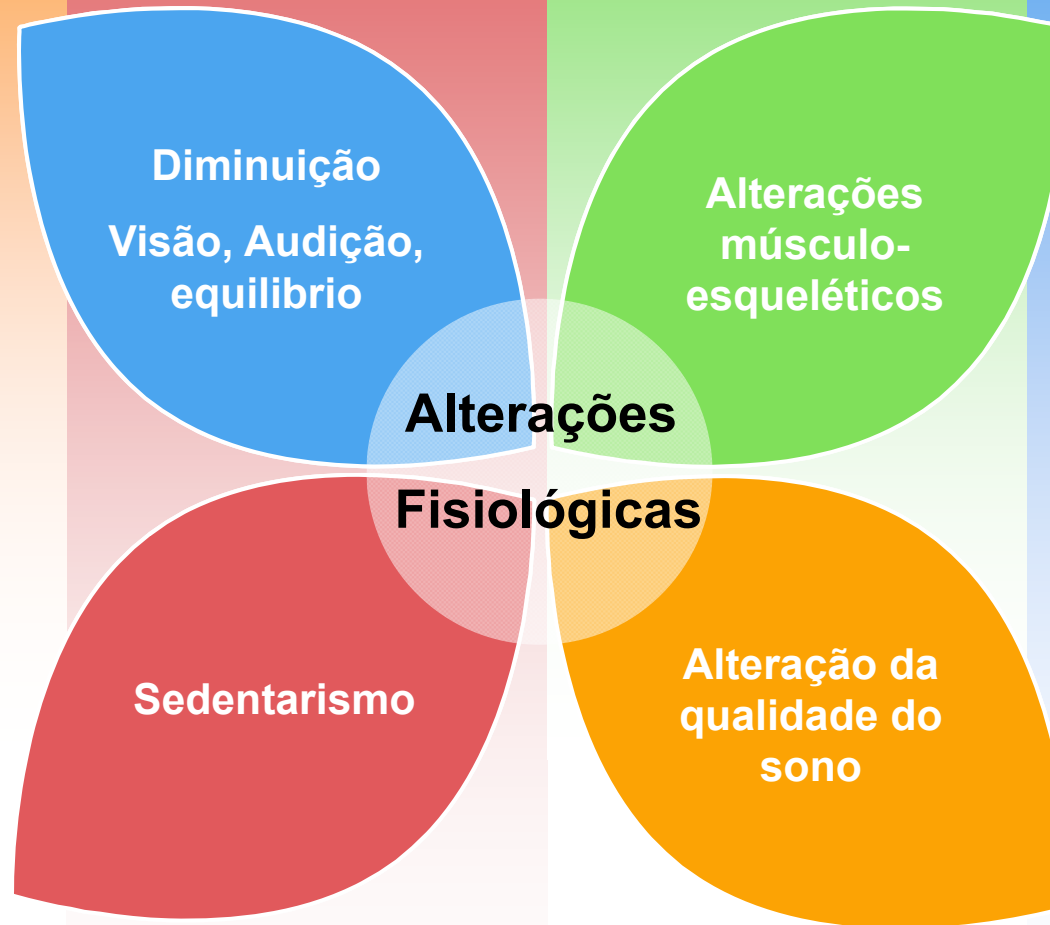 Diminuição
Visão, Audição,
equilibrio
Alterações
músculo-
esqueléticos
Alterações
Fisiológicas
Sedentarismo
Alteração da
qualidade do
sono